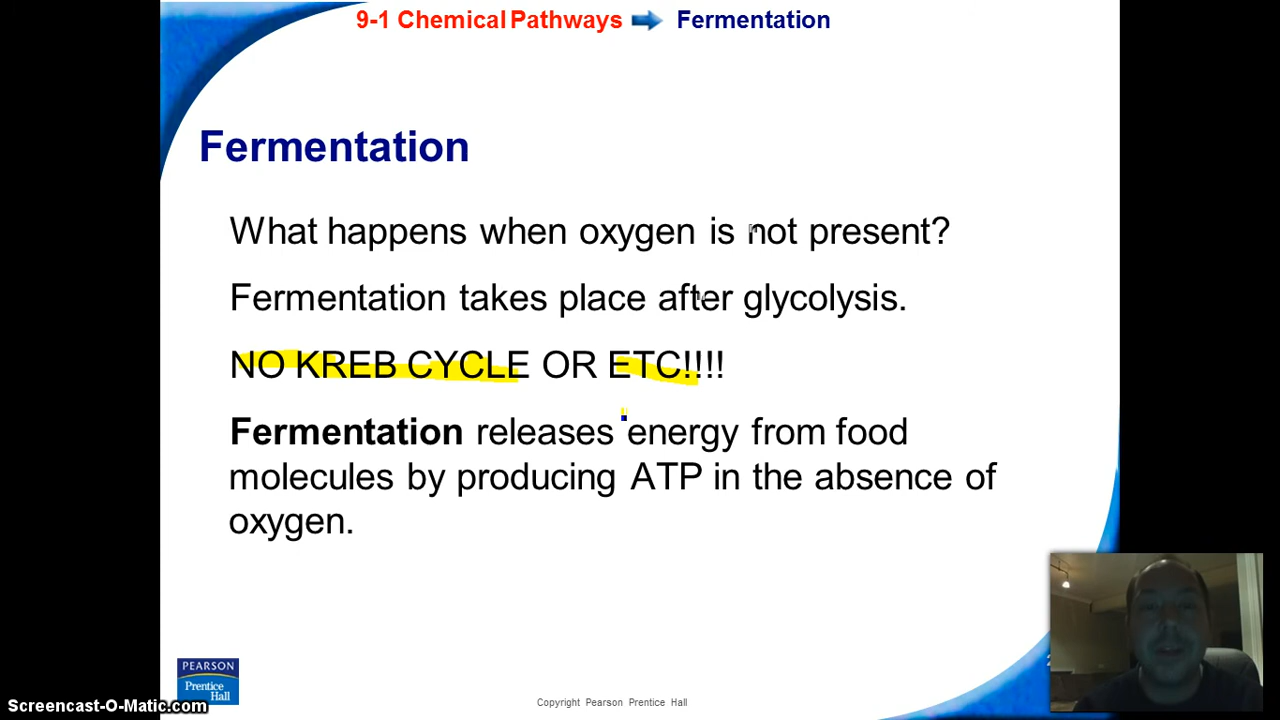 9-1 Chemical Pathways Fermentation
Fermentation
What happens when oxygen is not present?
Fermentation takes place after glycolysis.
NO KREB CYCLE OR ETC!!!!
Fermentation releases energy from food
molecules by producing ATP in the absence of
oxygen.
PEARSON
Prentice
Hall
Screencast-O-Matic.com
Copyright Pearson Prentice Hall